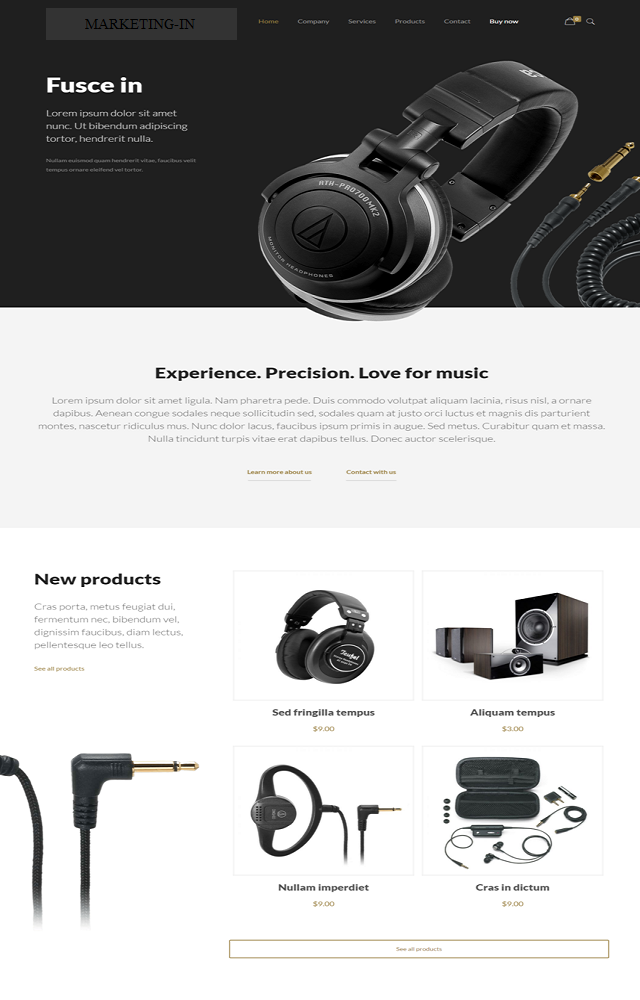 MARKETING-IN
Home Company Services Products Contact Buy now
0
Fusce in
Lorem ipsum dolor sit amet
nunc. Ut bibendum adipiscing
tortor, hendrerit nulla.
Nullam euismod quam hendrerit vitae, faucibus velit
tempus ornare eleifend vel tortor.
ATH-PRO700MK2
MONITOR HEADPHONES
Experience. Precision. Love for music
Lorem ipsum dolor sit amet ligula. Nam pharetra pede. Duis commodo volutpat aliquam lacinia, risus nisl, a ornare
dapibus. Aenean congue sodales neque sollicitudin sed, sodales quam at justo orci luctus et magnis dis parturient
montes, nascetur ridiculus mus. Nunc dolor lacus, faucibus ipsum primis in augue. Sed metus. Curabitur quam et massa.
Nulla tincidunt turpis vitae erat dapibus tellus. Donec auctor scelerisque.
Learn more about us Contact with us
New products
Cras porta, metus feugiat dui,
fermentum nec, bibendum vel,
dignissim faucibus, diam lectus,
pellentesque leo tellus.
See all products
Teufel
Sed fringilla tempus
$9.00
Aliquam tempus
$3.00
Nullam imperdiet
$9.00
Cras in dictum
$9.00
See all products